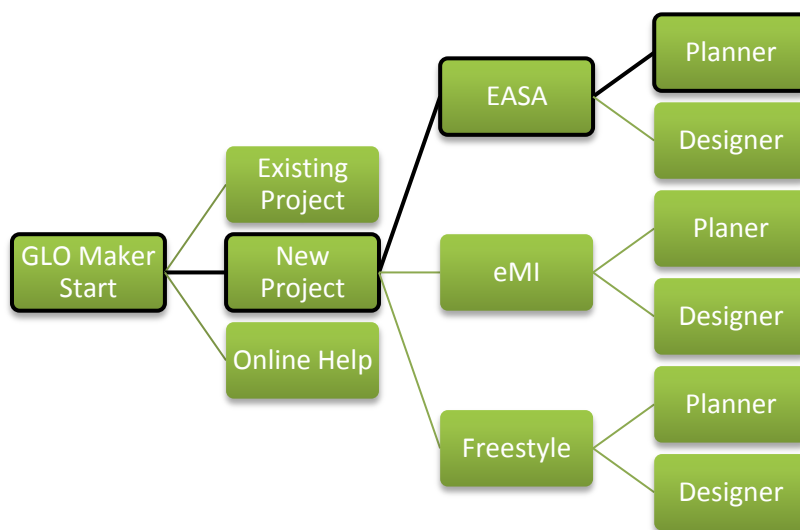 GLO Maker
Start
Existing
Project
New
Project
Online Help
EASA
Planner
Designer
eMI
Planer
Designer
Freestyle
Planner
Designer